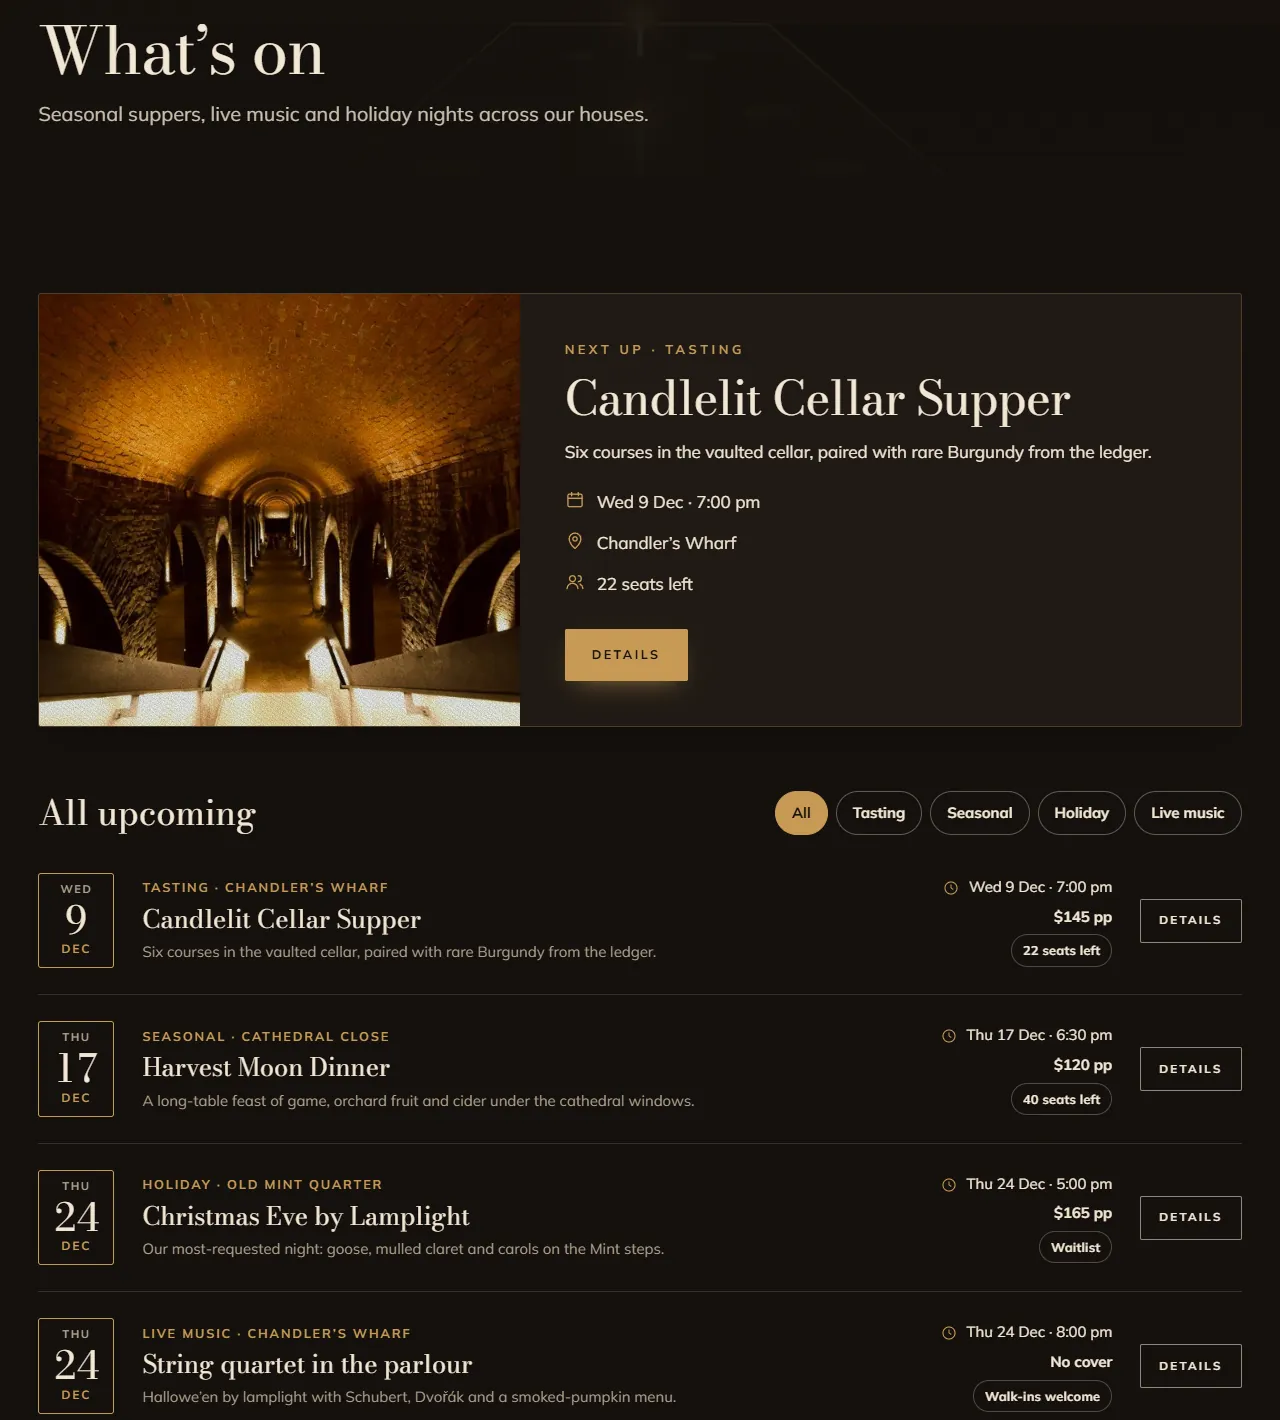 What’s on
Seasonal suppers, live music and holiday nights across our houses.
NEXT UP · TASTING
Candlelit Cellar Supper
Six courses in the vaulted cellar, paired with rare Burgundy from the ledger.
Wed 9 Dec · 7:00 pm
Chandler’s Wharf
22 seats left
DETAILS
All upcoming
All
Tasting
Seasonal
Holiday
Live music
WED
9
DEC
TASTING · CHANDLER’S WHARF
Candlelit Cellar Supper
Six courses in the vaulted cellar, paired with rare Burgundy from the ledger.
Wed 9 Dec · 7:00 pm
$145 pp
22 seats left
DETAILS
THU
17
DEC
SEASONAL · CATHEDRAL CLOSE
Harvest Moon Dinner
A long-table feast of game, orchard fruit and cider under the cathedral windows.
Thu 17 Dec · 6:30 pm
$120 pp
40 seats left
DETAILS
THU
24
DEC
HOLIDAY · OLD MINT QUARTER
Christmas Eve by Lamplight
Our most-requested night: goose, mulled claret and carols on the Mint steps.
Thu 24 Dec · 5:00 pm
$165 pp
Waitlist
DETAILS
THU
24
DEC
LIVE MUSIC · CHANDLER’S WHARF
String quartet in the parlour
Hallowe’en by lamplight with Schubert, Dvořák and a smoked-pumpkin menu.
Thu 24 Dec · 8:00 pm
No cover
Walk-ins welcome
DETAILS